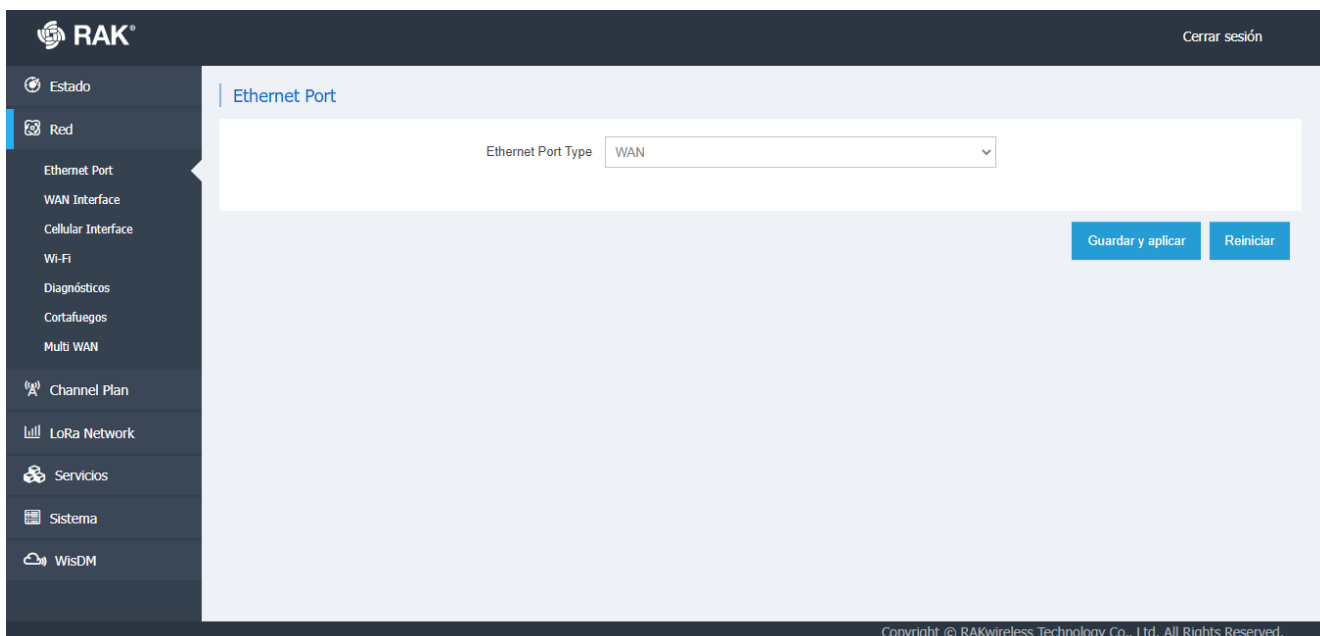 RAK®
Cerrar sesión
Estado
Red
Ethernet Port
WAN Interface
Cellular Interface
Wi-Fi
Diagnósticos
Cortafuegos
Multi WAN
Channel Plan
LoRa Network
Servicios
Sistema
WisDM
Ethernet Port
Ethernet Port Type WAN
Guardar y aplicar Reiniciar
Copyright © RAKwireless Technology Co., Ltd. All Rights Reserved.